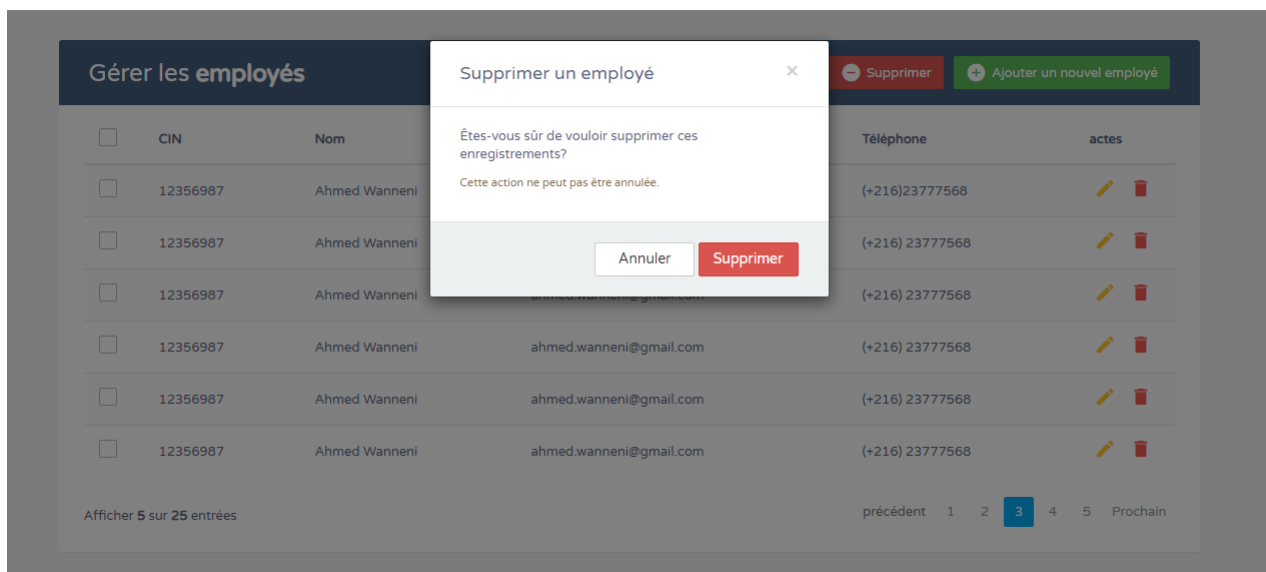 Gérer les employés
Supprimer un employé
×
Supprimer
Ajouter un nouvel employé
CIN
Nom
Téléphone
actes
Êtes-vous sûr de vouloir supprimer ces
enregistrements?
Cette action ne peut pas être annulée.
Annuler
Supprimer
12356987 Ahmed Wanneni (+216)23777568
12356987 Ahmed Wanneni (+216) 23777568
12356987 Ahmed Wanneni ahmed.wanneni@gmail.com (+216) 23777568
12356987 Ahmed Wanneni ahmed.wanneni@gmail.com (+216) 23777568
12356987 Ahmed Wanneni ahmed.wanneni@gmail.com (+216) 23777568
12356987 Ahmed Wanneni ahmed.wanneni@gmail.com (+216) 23777568
Afficher 5 sur 25 entrées
précédent 1 2 3 4 5 Prochain